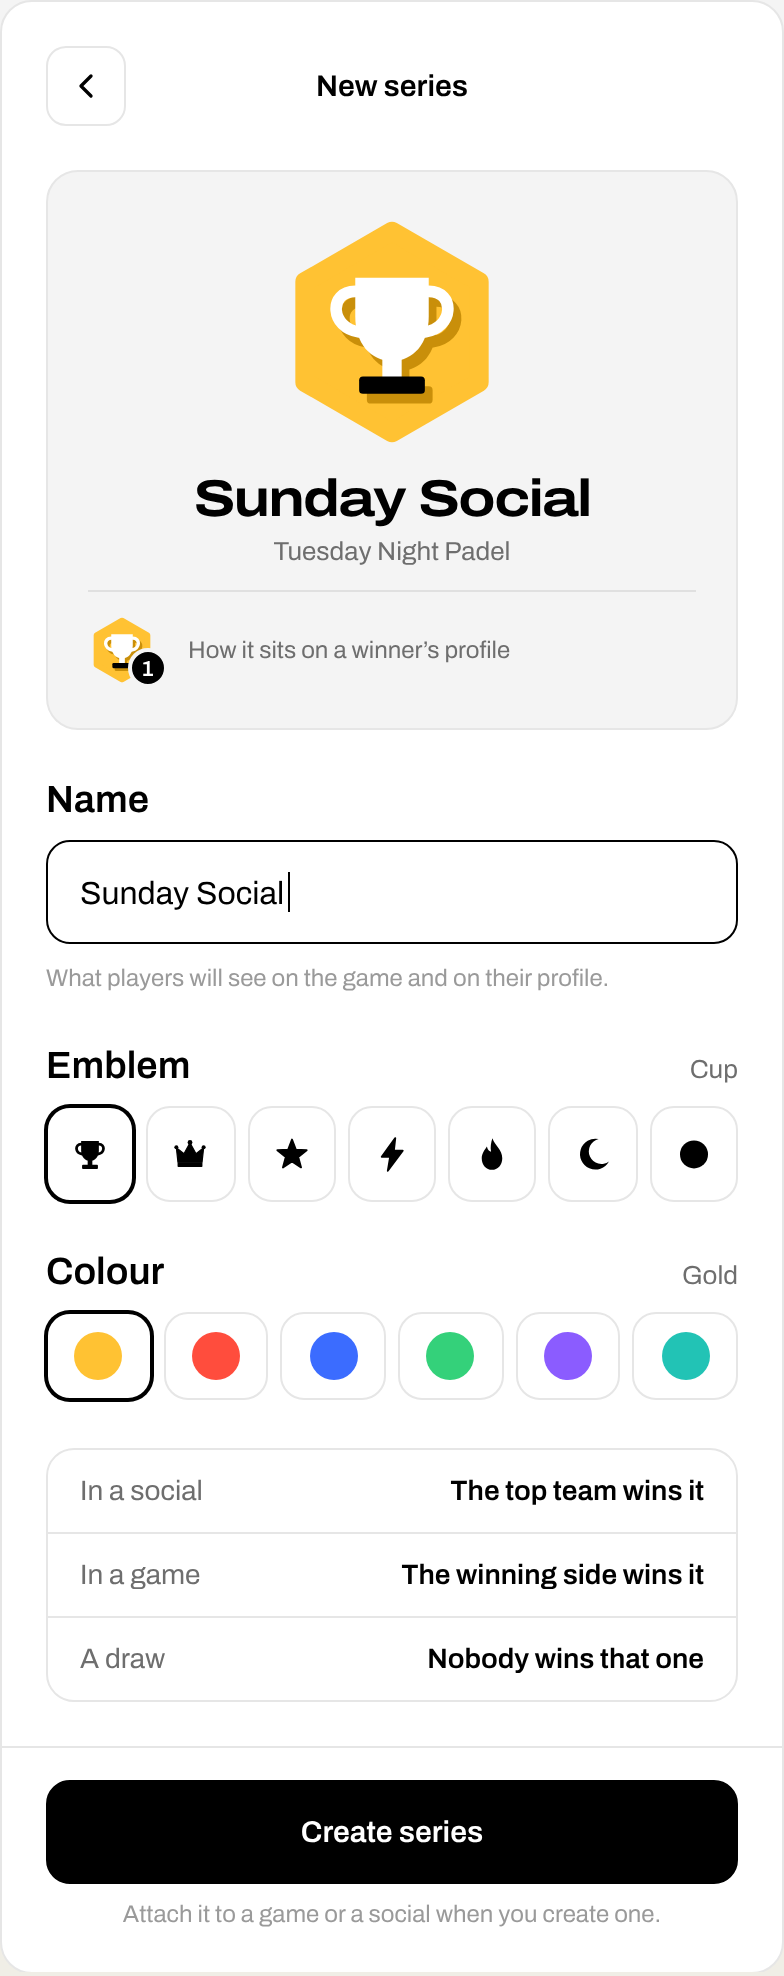 New series
Sunday Social
Tuesday Night Padel
1
How it sits on a winner’s profile
Name
Sunday Social
What players will see on the game and on their profile.
Emblem
Cup
Colour
Gold
In a social
The top team wins it
In a game
The winning side wins it
A draw
Nobody wins that one
Create series
Attach it to a game or a social when you create one.